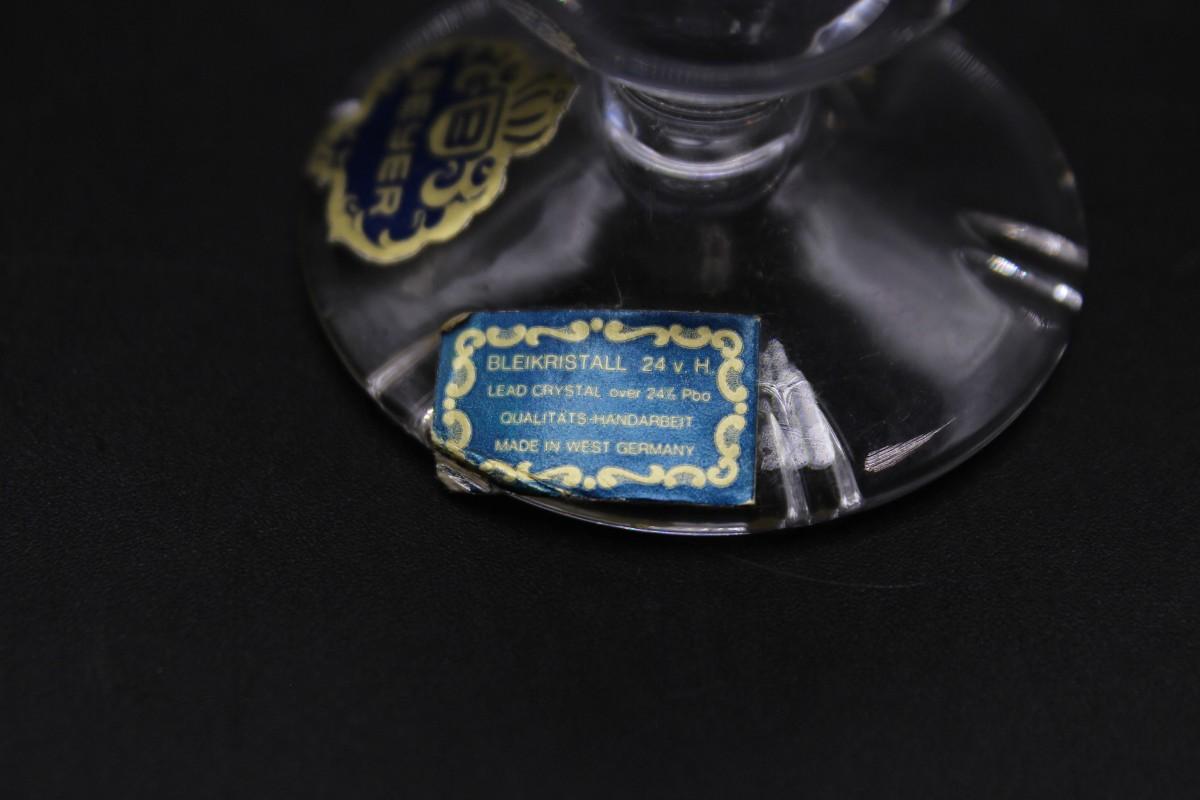 B
BEYER
BLEIKRISTALL 24 v. H.
LEAD CRYSTAL over 24% Pbo
QUALITÄTS-HANDARBEIT
MADE IN WEST GERMANY